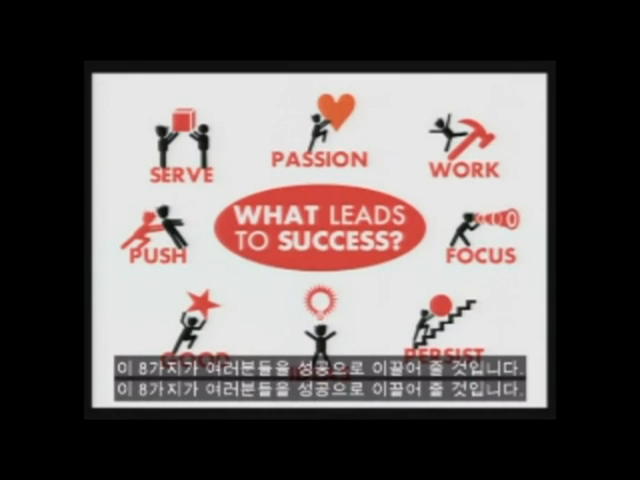 SERVE
PASSION
WORK
WHAT LEADS
TO SUCCESS?
PUSH
FOCUS
GOOD
PERSIST
이 8가지가 여러분들을 성공으로 이끌어 줄 것입니다.
이 8가지가 여러분들을 성공으로 이끌어 줄 것입니다.